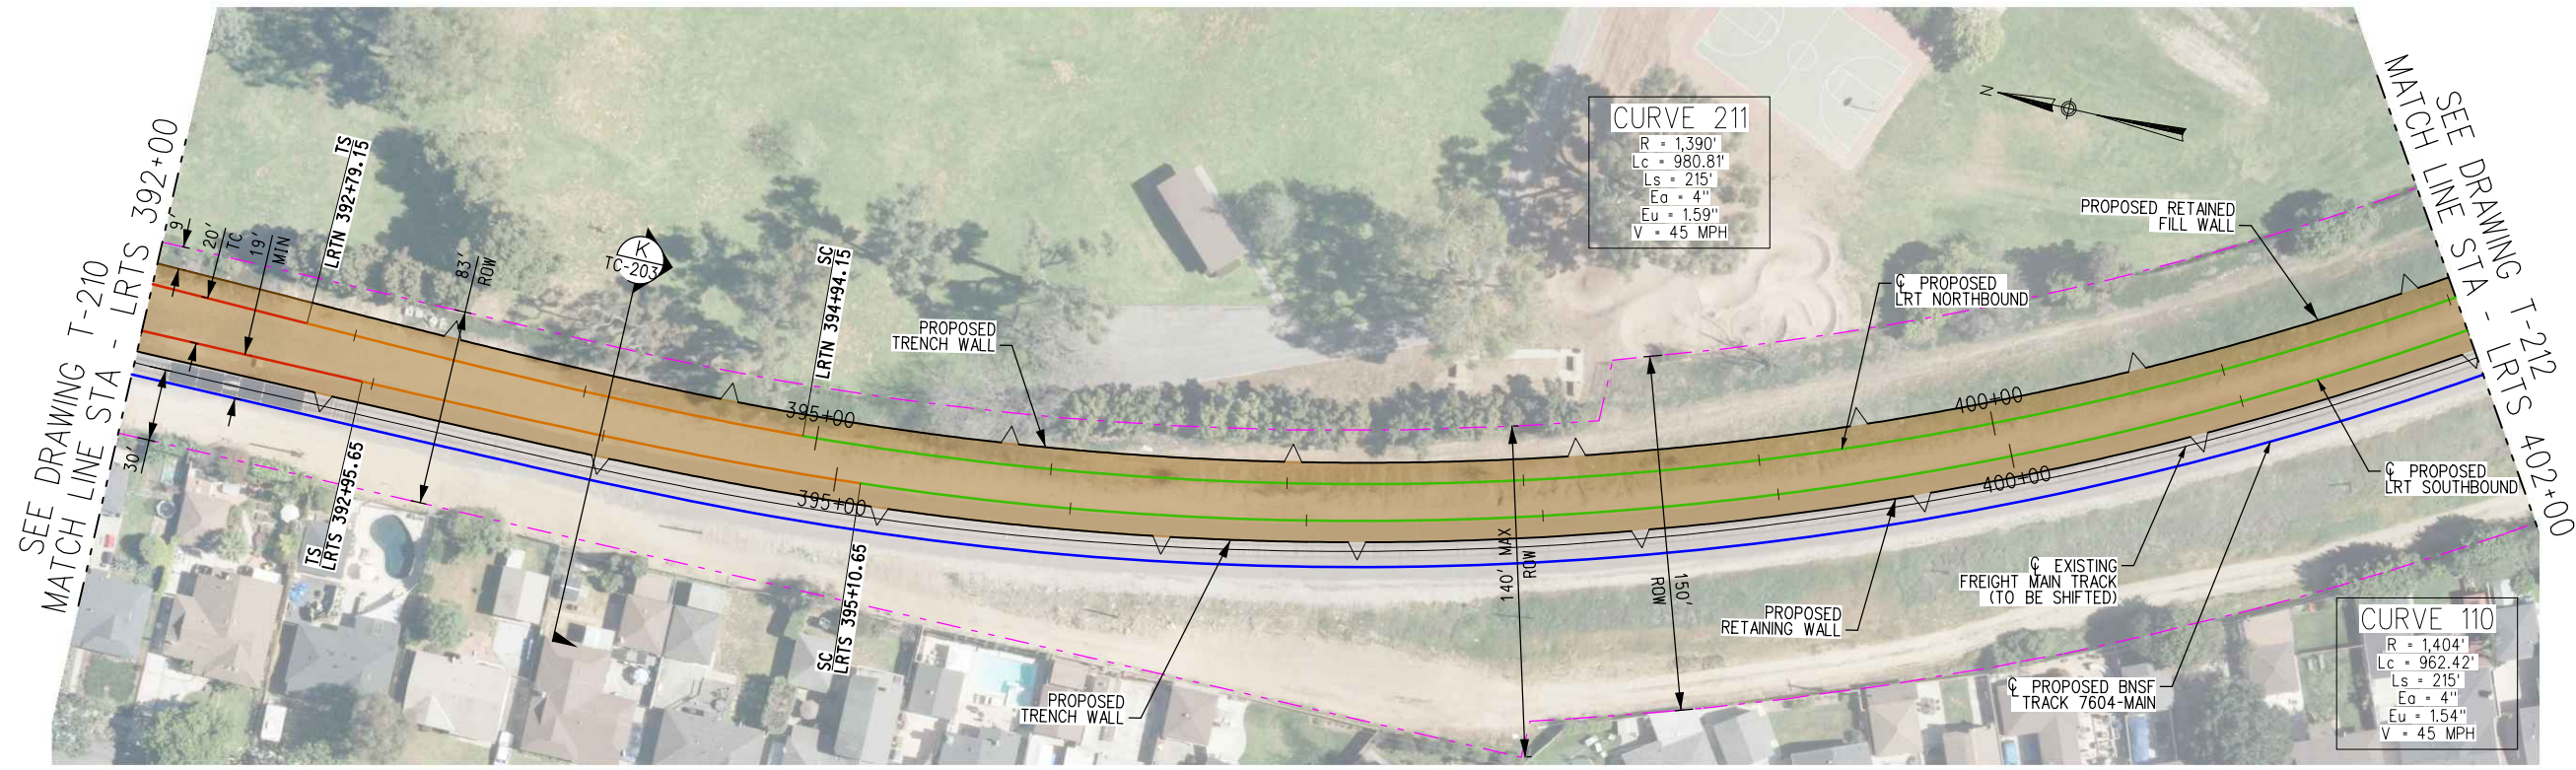 SEE DRAWING T-210
MATCH LINE STA - LRTS 392+00
9'
20'
TC
19'
MIN
TS
LRTN 392+79.15
83'
ROW
K
TC-203
30'
TS
LRTS 392+95.65
SC
LRTN 394+94.15
395+00
395+00
SC
LRTS 395+10.65
PROPOSED
TRENCH WALL
PROPOSED
TRENCH WALL
CURVE 211
R = 1,390'
Lc = 980.81'
Ls = 215'
Ea = 4"
Eu = 1.59"
V = 45 MPH
N
140' MAX
ROW
150'
ROW
PROPOSED RETAINED
FILL WALL
℄ PROPOSED
LRT NORTHBOUND
400+00
400+00
℄ PROPOSED
LRT SOUTHBOUND
℄ EXISTING
FREIGHT MAIN TRACK
(TO BE SHIFTED)
PROPOSED
RETAINING WALL
℄ PROPOSED BNSF
TRACK 7604-MAIN
CURVE 110
R = 1,404'
Lc = 962.42'
Ls = 215'
Ea = 4"
Eu = 1.54"
V = 45 MPH
SEE DRAWING T-212
MATCH LINE STA - LRTS 402+00